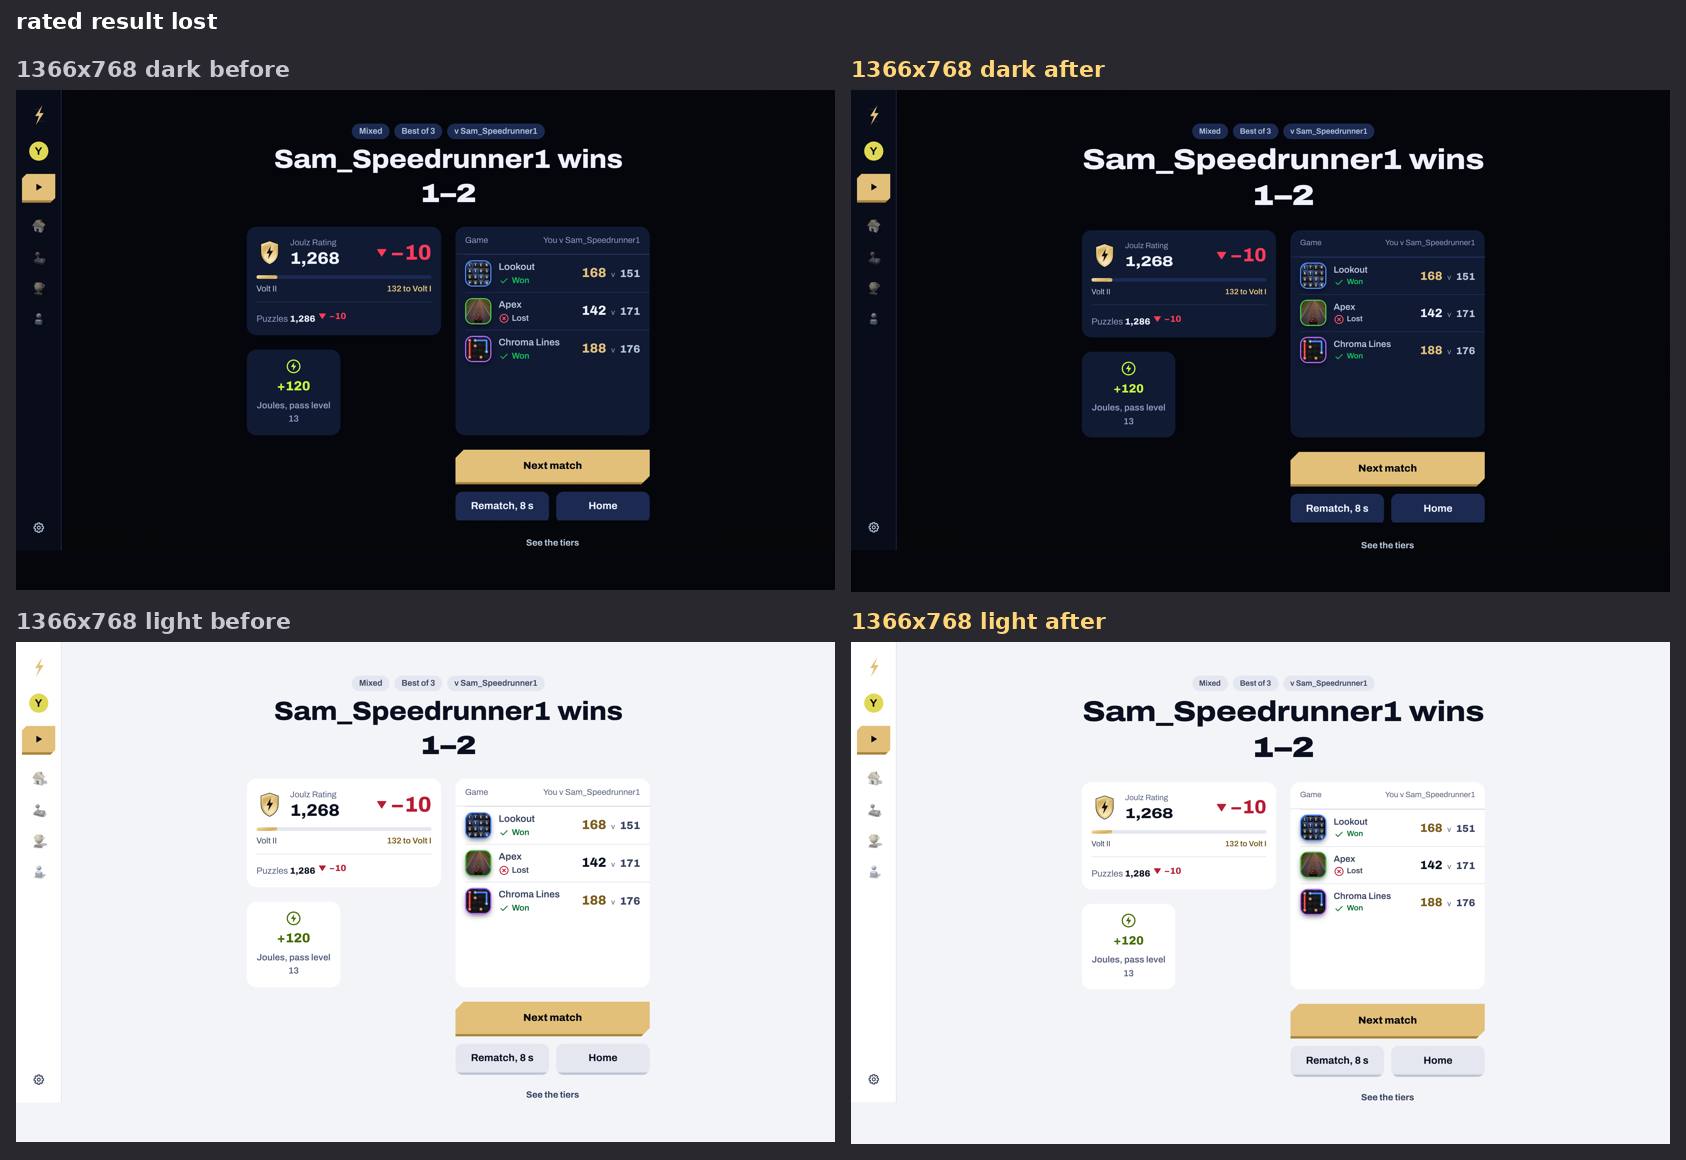 rated result lost
1366x768 dark before
Y
Mixed
Best of 3
v Sam_Speedrunner1
Sam_Speedrunner1 wins
1–2
Joulz Rating
1,268
▼ −10
Volt II
132 to Volt I
Puzzles 1,286 ▼ −10
+120
Joules, pass level
13
Game
You v Sam_Speedrunner1
Lookout
Won
168 v 151
Apex
Lost
142 v 171
Chroma Lines
Won
188 v 176
Next match
Rematch, 8 s
Home
See the tiers
1366x768 dark after
Y
Mixed
Best of 3
v Sam_Speedrunner1
Sam_Speedrunner1 wins
1–2
Joulz Rating
1,268
▼ −10
Volt II
132 to Volt I
Puzzles 1,286 ▼ −10
+120
Joules, pass level
13
Game
You v Sam_Speedrunner1
Lookout
Won
168 v 151
Apex
Lost
142 v 171
Chroma Lines
Won
188 v 176
Next match
Rematch, 8 s
Home
See the tiers
1366x768 light before
Y
Mixed
Best of 3
v Sam_Speedrunner1
Sam_Speedrunner1 wins
1–2
Joulz Rating
1,268
▼ −10
Volt II
132 to Volt I
Puzzles 1,286 ▼ −10
+120
Joules, pass level
13
Game
You v Sam_Speedrunner1
Lookout
Won
168 v 151
Apex
Lost
142 v 171
Chroma Lines
Won
188 v 176
Next match
Rematch, 8 s
Home
See the tiers
1366x768 light after
Y
Mixed
Best of 3
v Sam_Speedrunner1
Sam_Speedrunner1 wins
1–2
Joulz Rating
1,268
▼ −10
Volt II
132 to Volt I
Puzzles 1,286 ▼ −10
+120
Joules, pass level
13
Game
You v Sam_Speedrunner1
Lookout
Won
168 v 151
Apex
Lost
142 v 171
Chroma Lines
Won
188 v 176
Next match
Rematch, 8 s
Home
See the tiers